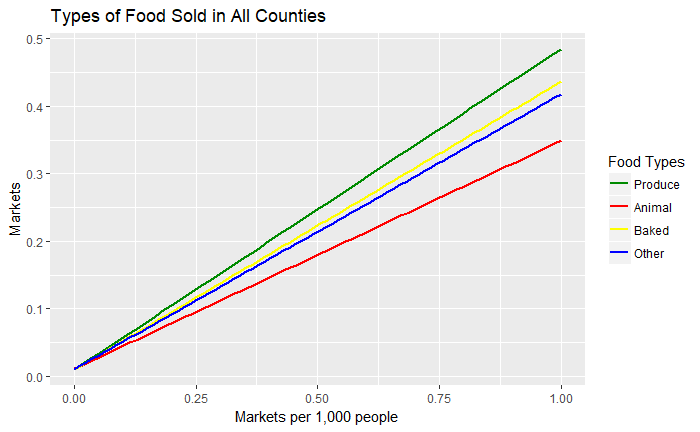 Types of Food Sold in All Counties
0.5
0.4
0.3
0.2
0.1
0.0
Markets
0.00
0.25
0.50
0.75
1.00
Markets per 1,000 people
Food Types
Produce
Animal
Baked
Other